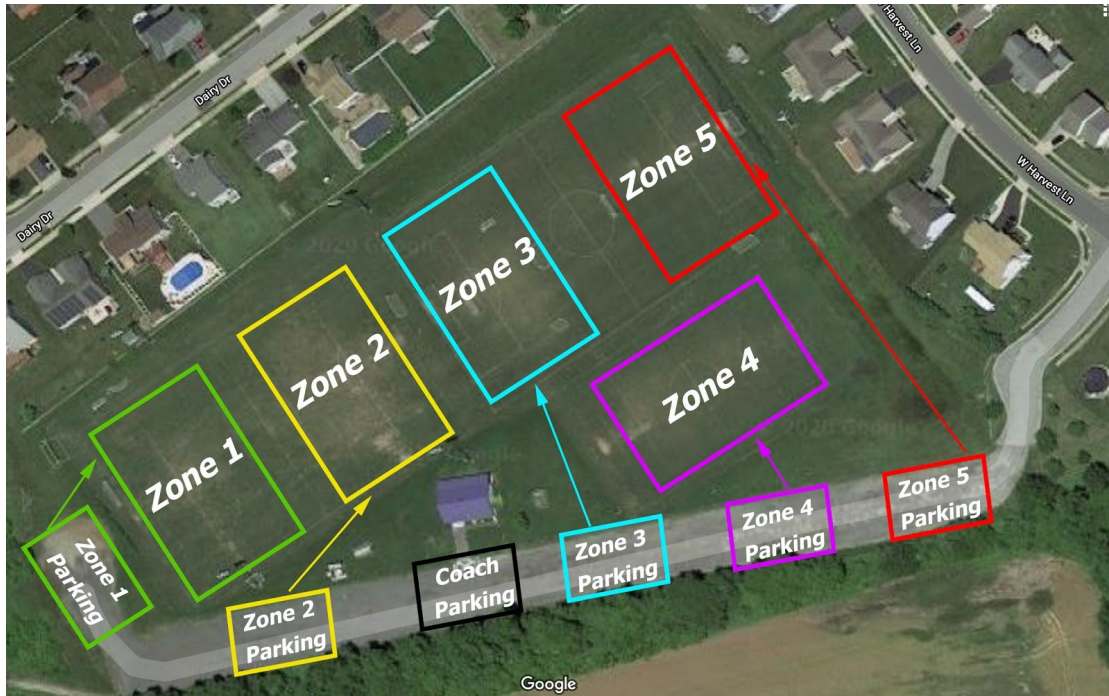 Harvest Ln
Dairy Dr
Zone 5
W Harvest Ln
Dairy Dr
Zone 3
Zone 2
Zone 4
Zone 1
Zone 5
Parking
Zone 4
Parking
Zone 3
Parking
Coach
Parking
Zone 1
Parking
Zone 2
Parking
Google